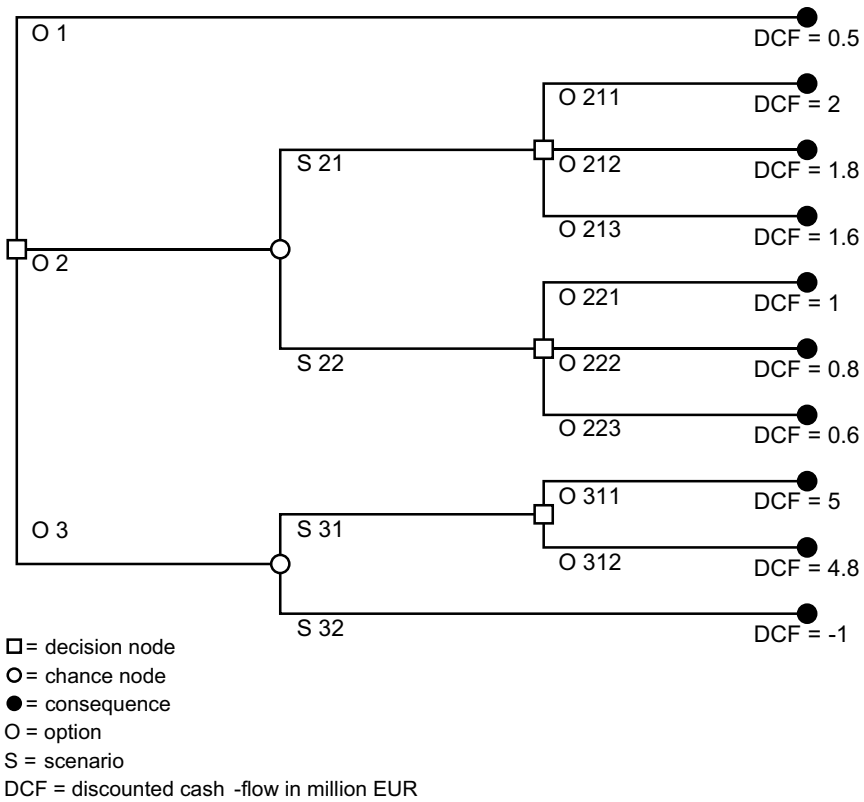 O 1
DCF = 0.5
O 211
DCF = 2
S 21
O 212
DCF = 1.8
O 213
DCF = 1.6
O 2
O 221
DCF = 1
S 22
O 222
DCF = 0.8
O 223
DCF = 0.6
O 311
DCF = 5
O 3
S 31
O 312
DCF = 4.8
S 32
DCF = -1
= decision node
= chance node
= consequence
O = option
S = scenario
DCF = discounted cash -flow in million EUR